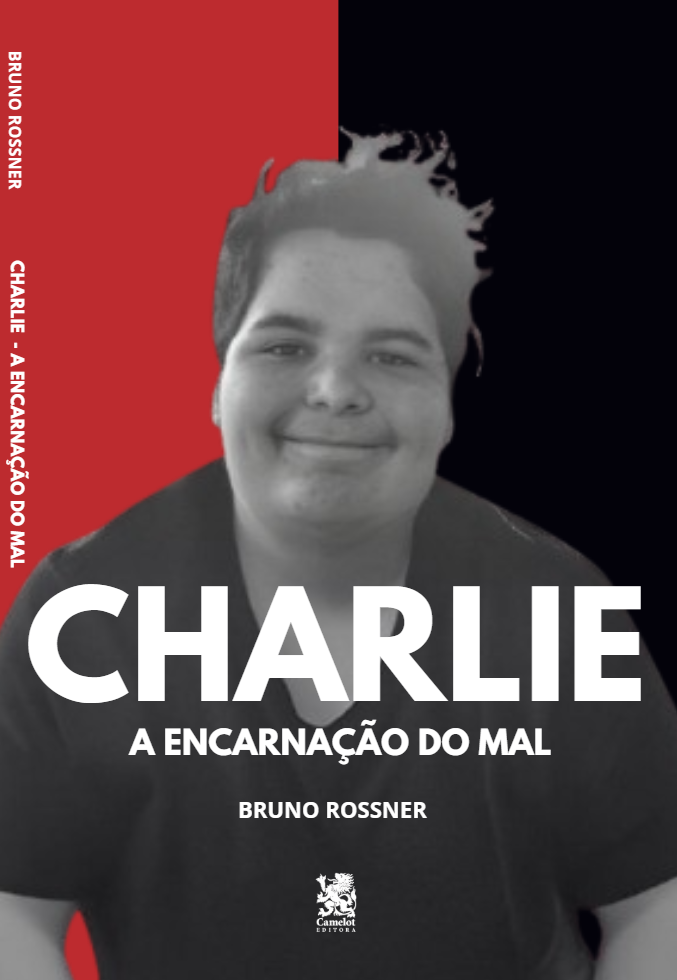 BRUNO ROSSNER
CHARLIE - A ENCARNAÇÃO DO MAL
CHARLIE
A ENCARNAÇÃO DO MAL
BRUNO ROSSNER
Camelot
EDITORA